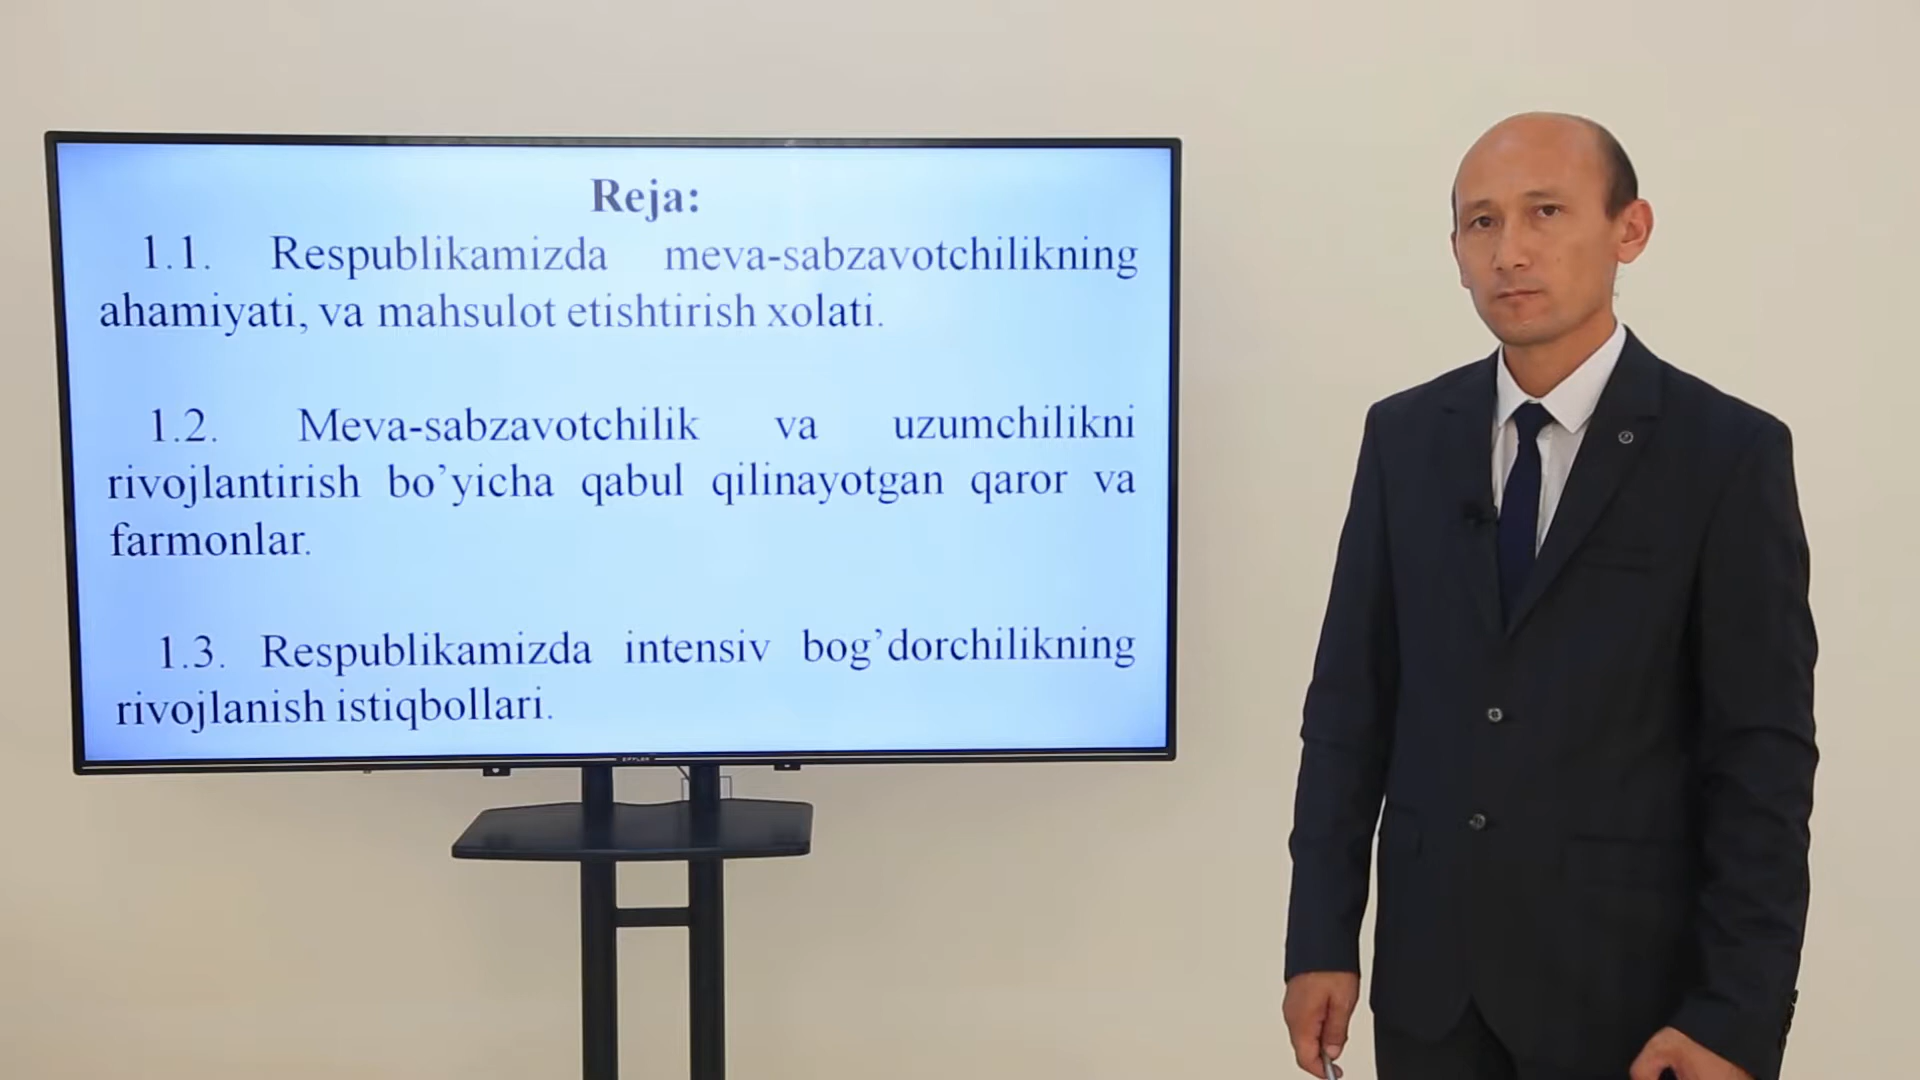 Reja:
1.1. Respublikamizda meva-sabzavotchilikning
ahamiyati, va mahsulot etishtirish xolati.
1.2. Meva-sabzavotchilik va uzumchilikni
rivojlantirish bo’yicha qabul qilinayotgan qaror va
farmonlar.
1.3. Respublikamizda intensiv bog’dorchilikning
rivojlanish istiqbollari.